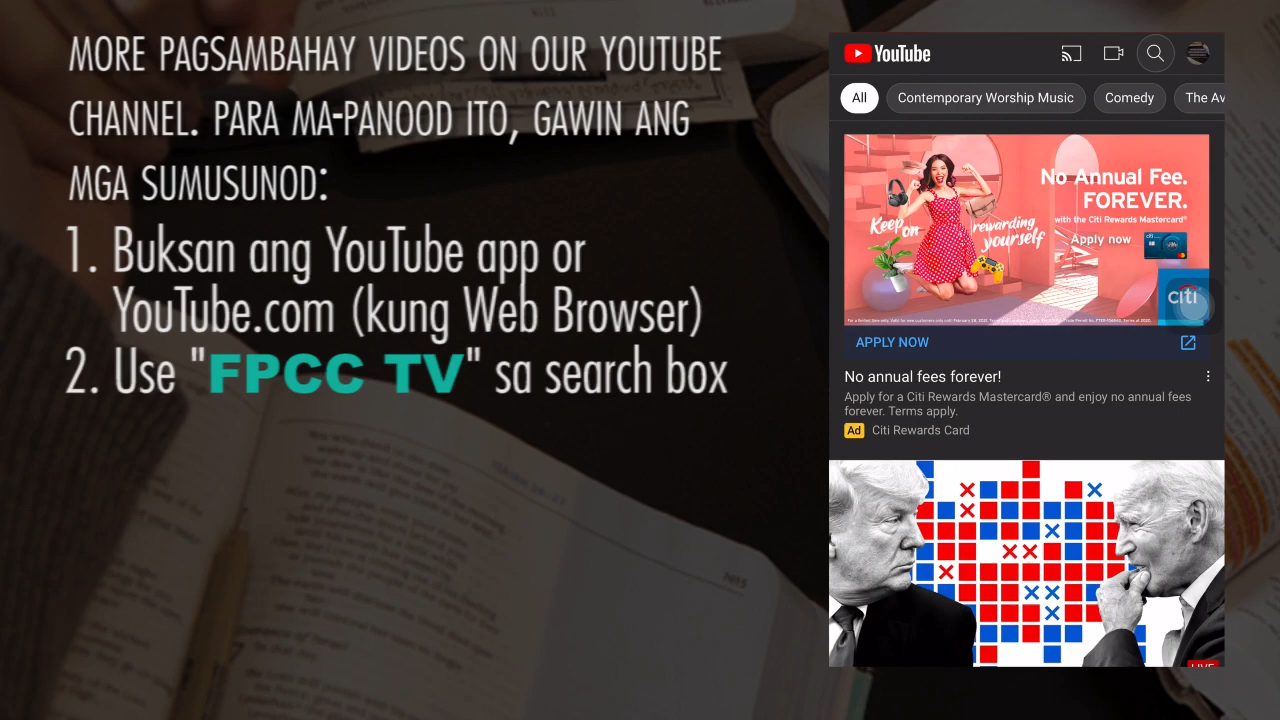 MORE PAGSAMBAHAY VIDEOS ON OUR YOUTUBE
CHANNEL. PARA MA-PANOOD ITO, GAWIN ANG
MGA SUMUSUNOD:
1. Buksan ang YouTube app or
YouTube.com (kung Web Browser)
2. Use "FPCC TV" sa search box
YouTube
All
Contemporary Worship Music
Comedy
The Av
No Annual Fee.
FOREVER.
with the Citi Rewards Mastercard®
Apply now
Keep on rewarding yourself
citi
APPLY NOW
No annual fees forever!
Apply for a Citi Rewards Mastercard® and enjoy no annual fees
forever. Terms apply.
Ad Citi Rewards Card
LIVE